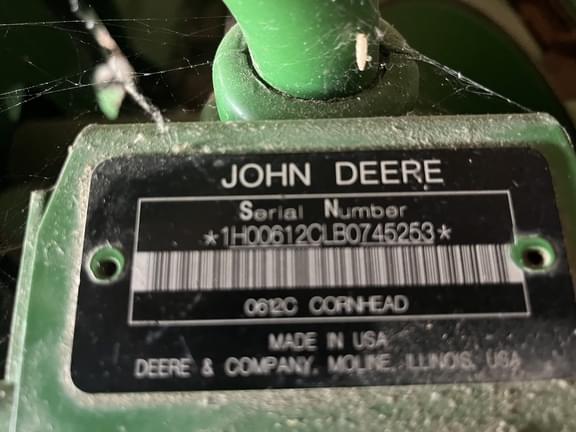 JOHN DEERE
Serial Number
*1H00612CLB0745253*
0612C CORNHEAD
MADE IN USA
DEERE & COMPANY, MOLINE, ILLINOIS, USA